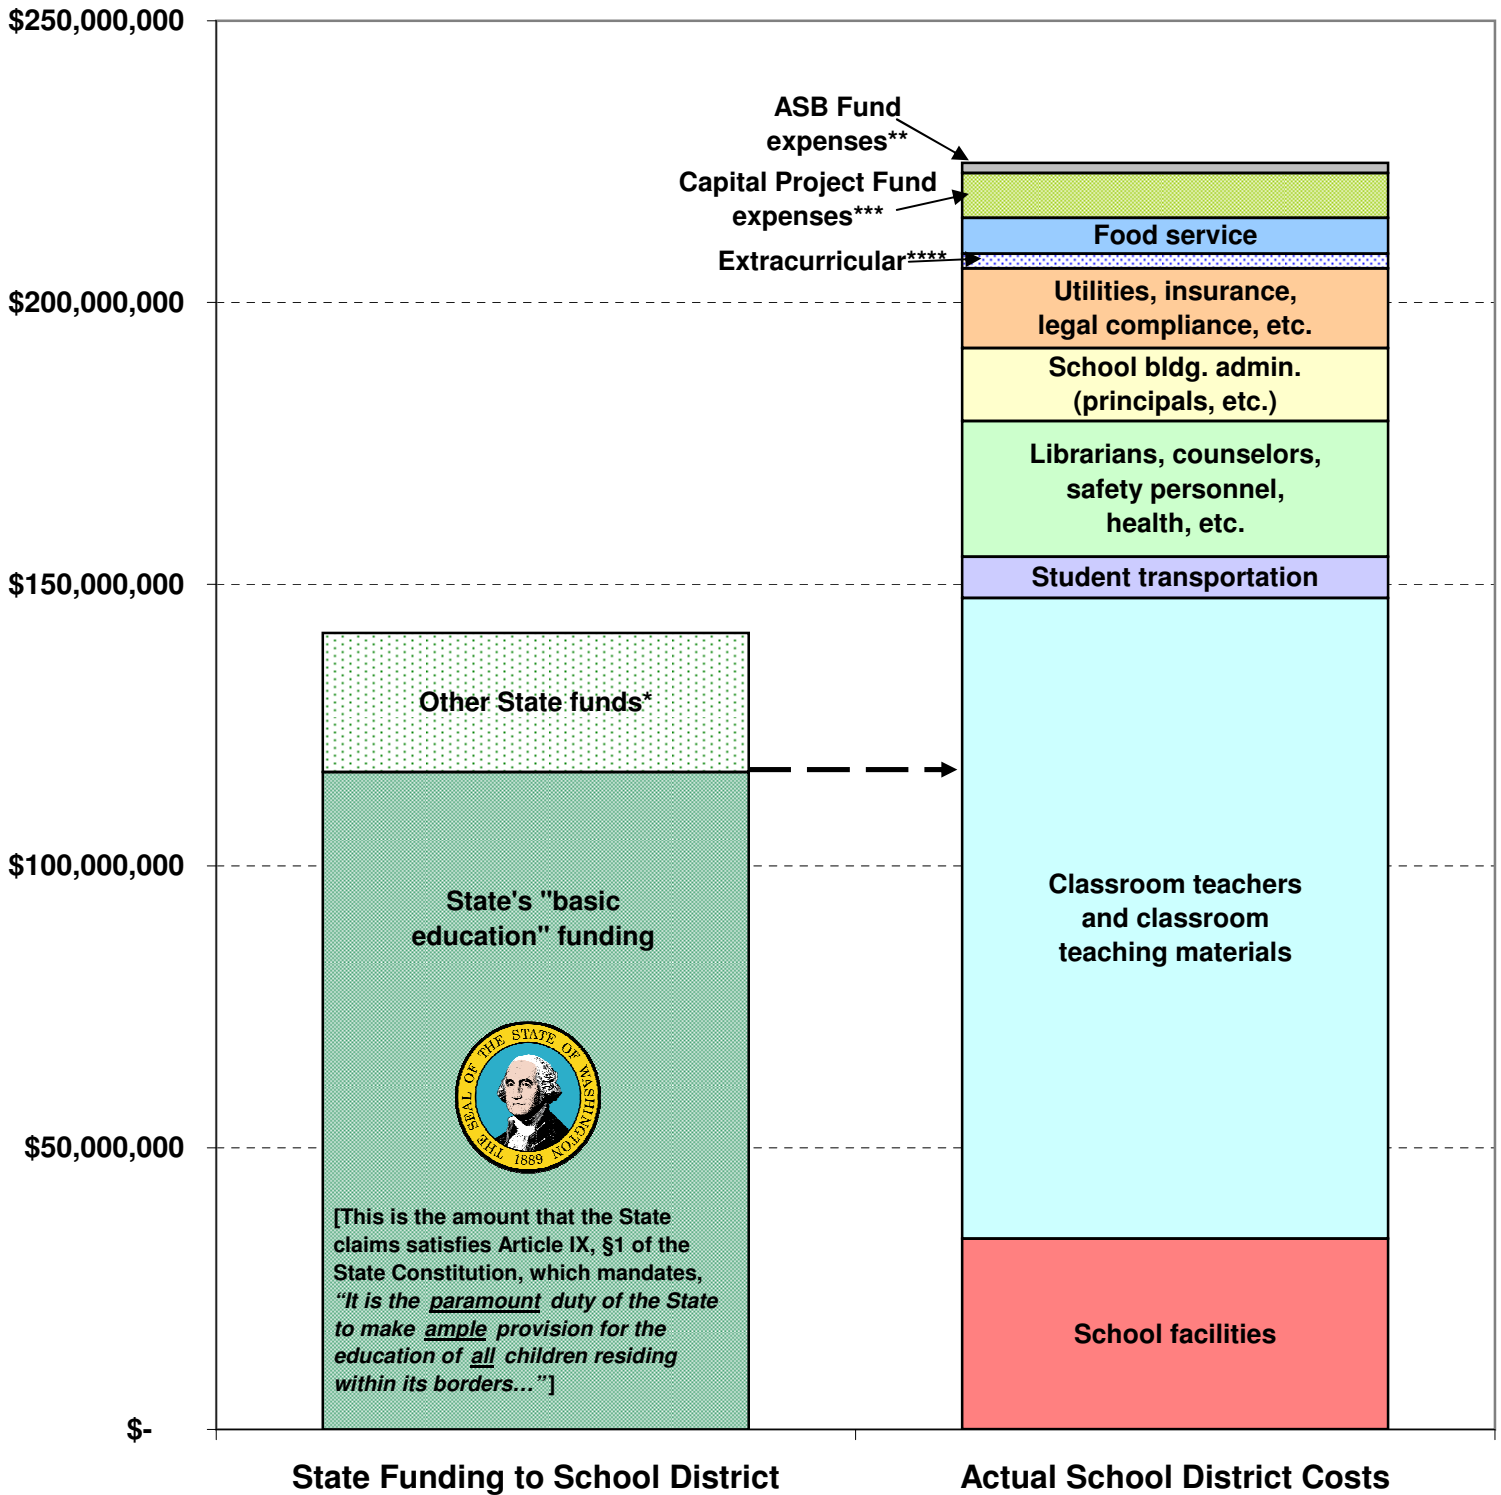 $250,000,000
$200,000,000
$150,000,000
$100,000,000
$50,000,000
$-
ASB Fund
expenses**
Capital Project Fund
expenses***
Extracurricular****
Food service
Utilities, insurance,
legal compliance, etc.
School bldg. admin.
(principals, etc.)
Librarians, counselors,
safety personnel,
health, etc.
Student transportation
Classroom teachers
and classroom
teaching materials
School facilities
Other State funds*
State's "basic
education" funding
THE SEAL OF THE STATE OF WASHINGTON
1889
[This is the amount that the State
claims satisfies Article IX, §1 of the
State Constitution, which mandates,
“It is the paramount duty of the State
to make ample provision for the
education of all children residing
within its borders…”]
State Funding to School District
Actual School District Costs